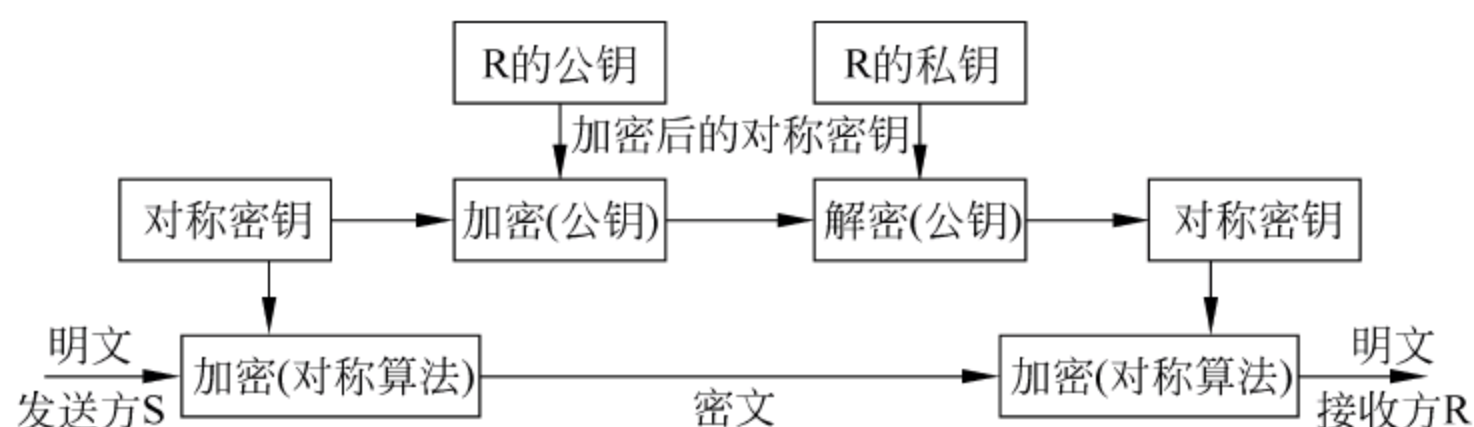 R的公钥
R的私钥
加密后的对称密钥
对称密钥
加密(公钥)
解密(公钥)
对称密钥
明文
加密(对称算法)
加密(对称算法)
明文
发送方S
密文
接收方R